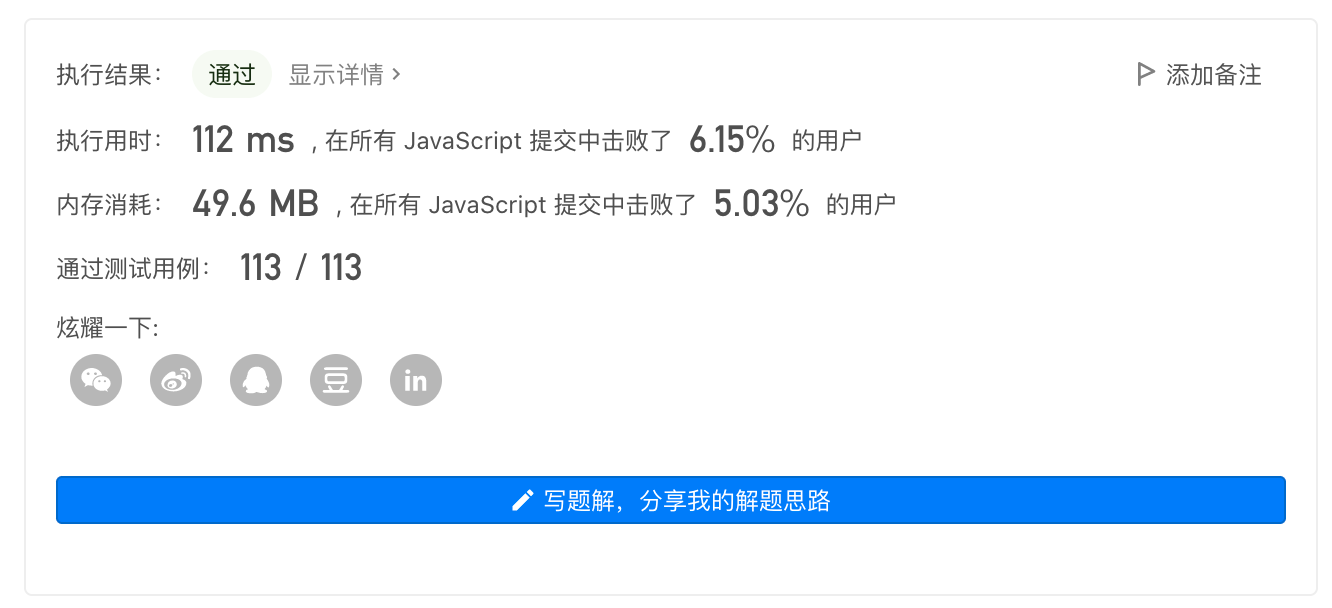 执行结果： 通过 显示详情 › 添加备注
执行用时： 112 ms , 在所有 JavaScript 提交中击败了 6.15% 的用户
内存消耗： 49.6 MB , 在所有 JavaScript 提交中击败了 5.03% 的用户
通过测试用例： 113 / 113
炫耀一下:
豆 in
写题解，分享我的解题思路